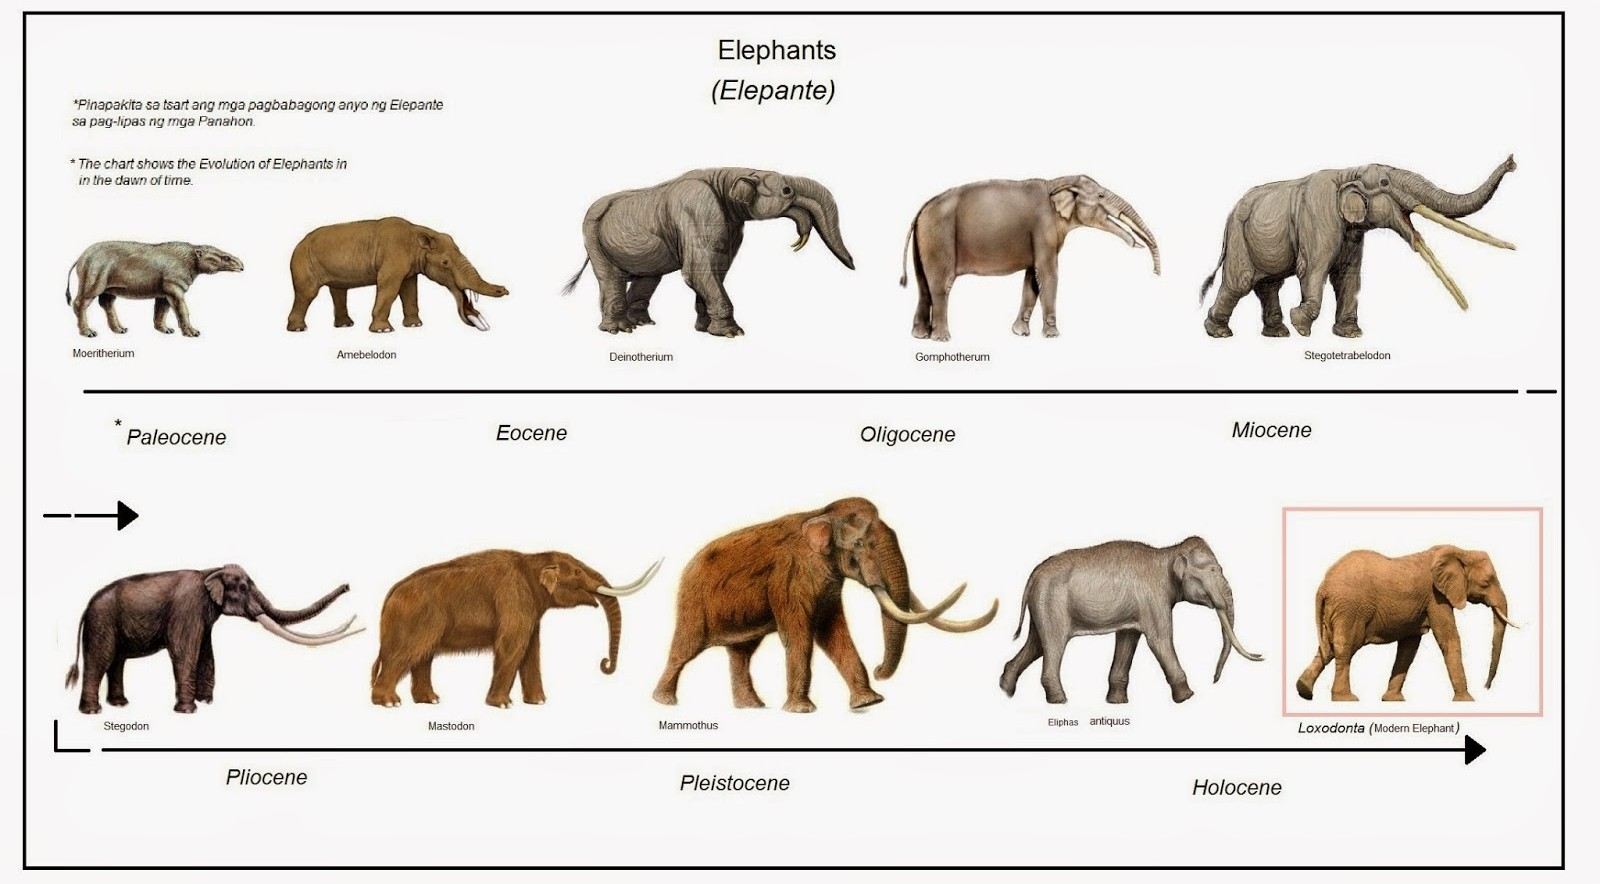 Elephants
(Elepante)
*Pinapakita sa tsart ang mga pagbabagong anyo ng Elepante
sa pag-lipas ng mga Panahon.
* The chart shows the Evolution of Elephants in
in the dawn of time.
Moeritherium
Amebelodon
Deinotherium
Gomphotherum
Stegotetrabelodon
* Paleocene
Eocene
Oligocene
Miocene
Stegodon
Mastodon
Mammothus
Eliphas antiquus
Loxodonta (Modern Elephant)
Pliocene
Pleistocene
Holocene